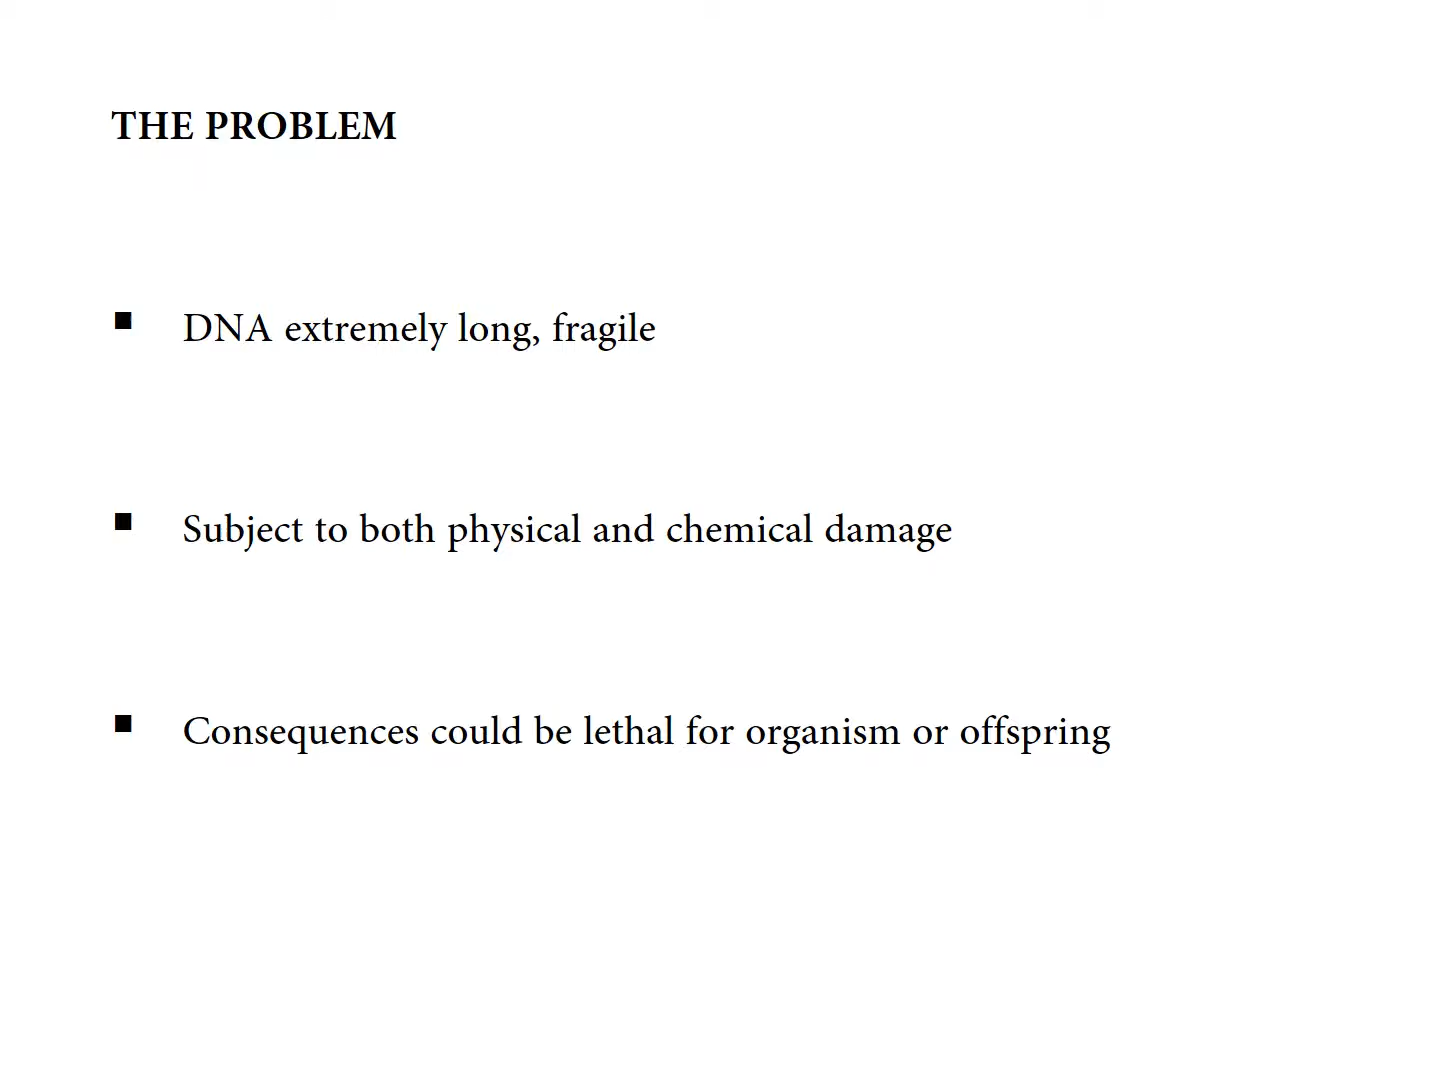 THE PROBLEM
▪ DNA extremely long, fragile
▪ Subject to both physical and chemical damage
▪ Consequences could be lethal for organism or offspring